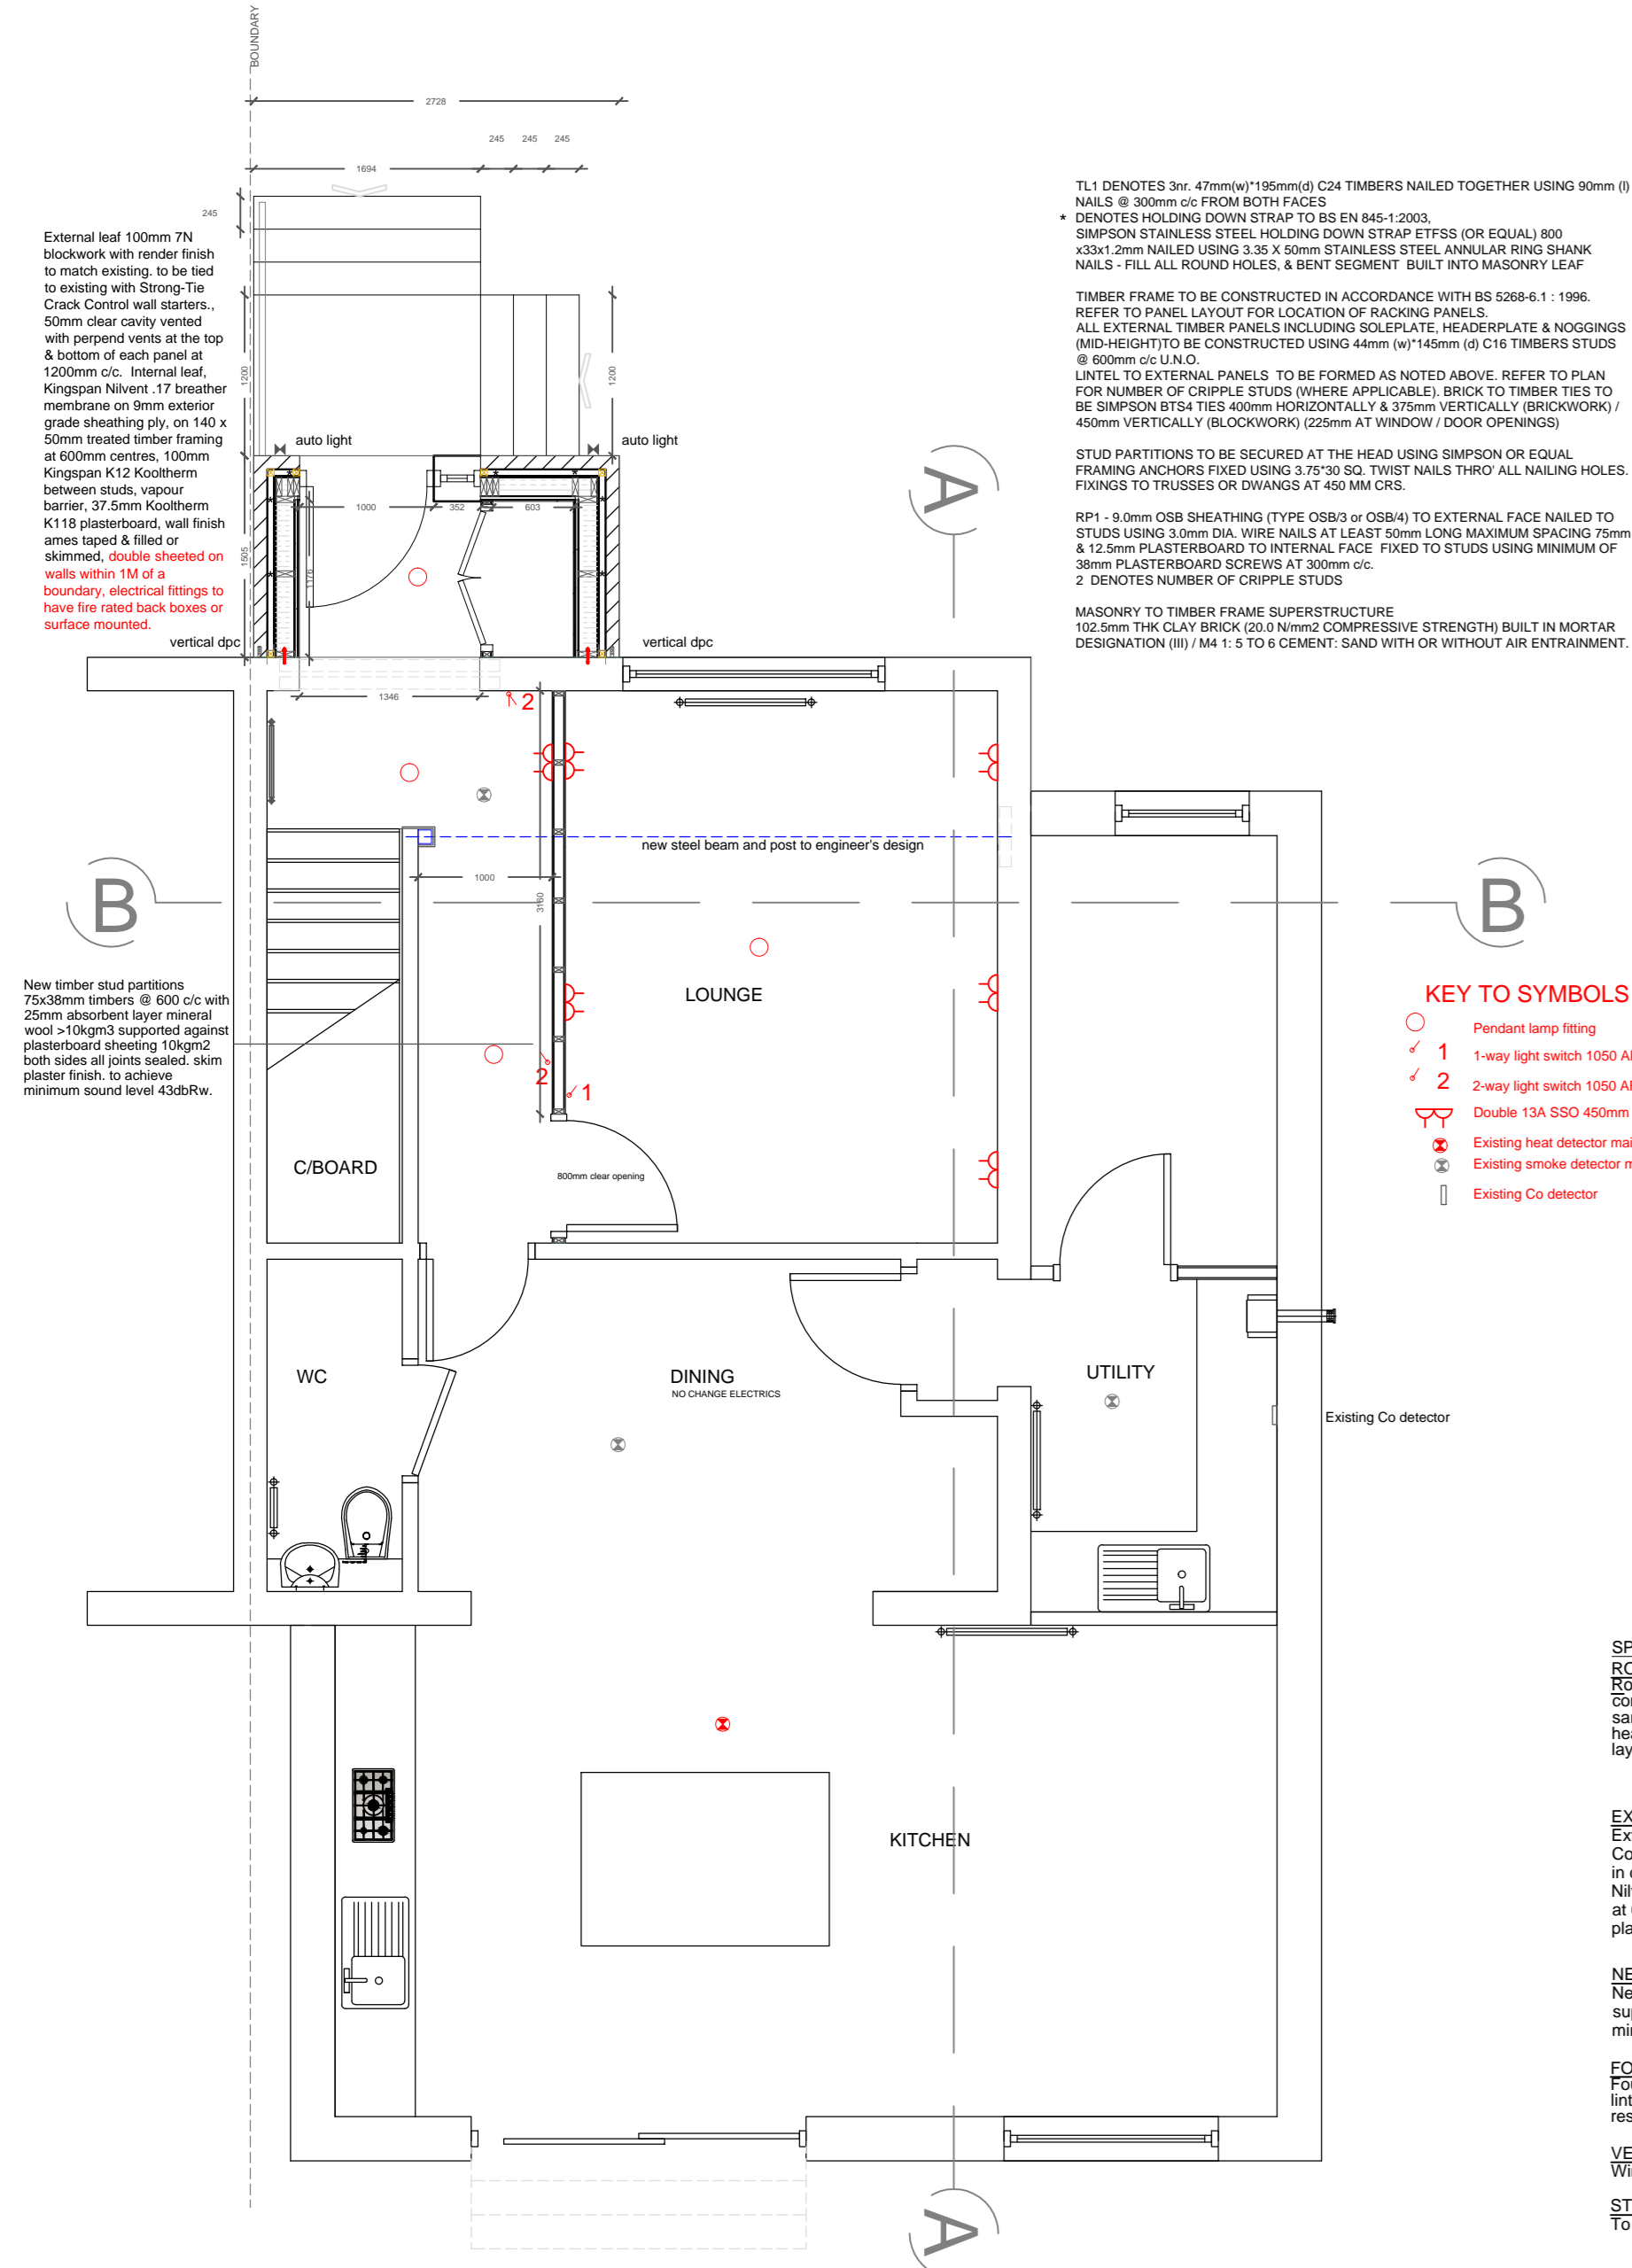 BOUNDARY
2728
245 245 245
1694
245
External leaf 100mm 7N
blockwork with render finish
to match existing. to be tied
to existing with Strong-Tie
Crack Control wall starters.,
50mm clear cavity vented
with perpend vents at the top
& bottom of each panel at
1200mm c/c. Internal leaf,
Kingspan Nilvent .17 breather
membrane on 9mm exterior
grade sheathing ply, on 140 x
50mm treated timber framing
at 600mm centres, 100mm
Kingspan K12 Kooltherm
between studs, vapour
barrier, 37.5mm Kooltherm
K118 plasterboard, wall finish
ames taped & filled or
skimmed, double sheeted on
walls within 1M of a
boundary, electrical fittings to
have fire rated back boxes or
surface mounted.
1200
1200
auto light
auto light
1000
352
603
1505
1176
vertical dpc
vertical dpc
1346
TL1 DENOTES 3nr. 47mm(w)*195mm(d) C24 TIMBERS NAILED TOGETHER USING 90mm (l)
NAILS @ 300mm c/c FROM BOTH FACES
* DENOTES HOLDING DOWN STRAP TO BS EN 845-1:2003,
SIMPSON STAINLESS STEEL HOLDING DOWN STRAP ETFSS (OR EQUAL) 800
x33x1.2mm NAILED USING 3.35 X 50mm STAINLESS STEEL ANNULAR RING SHANK
NAILS - FILL ALL ROUND HOLES, & BENT SEGMENT BUILT INTO MASONRY LEAF
TIMBER FRAME TO BE CONSTRUCTED IN ACCORDANCE WITH BS 5268-6.1 : 1996.
REFER TO PANEL LAYOUT FOR LOCATION OF RACKING PANELS.
ALL EXTERNAL TIMBER PANELS INCLUDING SOLEPLATE, HEADERPLATE & NOGGINGS
(MID-HEIGHT)TO BE CONSTRUCTED USING 44mm (w)*145mm (d) C16 TIMBERS STUDS
@ 600mm c/c U.N.O.
LINTEL TO EXTERNAL PANELS TO BE FORMED AS NOTED ABOVE. REFER TO PLAN
FOR NUMBER OF CRIPPLE STUDS (WHERE APPLICABLE). BRICK TO TIMBER TIES TO
BE SIMPSON BTS4 TIES 400mm HORIZONTALLY & 375mm VERTICALLY (BRICKWORK) /
450mm VERTICALLY (BLOCKWORK) (225mm AT WINDOW / DOOR OPENINGS)
STUD PARTITIONS TO BE SECURED AT THE HEAD USING SIMPSON OR EQUAL
FRAMING ANCHORS FIXED USING 3.75*30 SQ. TWIST NAILS THRO' ALL NAILING HOLES.
FIXINGS TO TRUSSES OR DWANGS AT 450 MM CRS.
RP1 - 9.0mm OSB SHEATHING (TYPE OSB/3 or OSB/4) TO EXTERNAL FACE NAILED TO
STUDS USING 3.0mm DIA. WIRE NAILS AT LEAST 50mm LONG MAXIMUM SPACING 75mm
& 12.5mm PLASTERBOARD TO INTERNAL FACE FIXED TO STUDS USING MINIMUM OF
38mm PLASTERBOARD SCREWS AT 300mm c/c.
2 DENOTES NUMBER OF CRIPPLE STUDS
MASONRY TO TIMBER FRAME SUPERSTRUCTURE
102.5mm THK CLAY BRICK (20.0 N/mm2 COMPRESSIVE STRENGTH) BUILT IN MORTAR
DESIGNATION (III) / M4 1: 5 TO 6 CEMENT: SAND WITH OR WITHOUT AIR ENTRAINMENT.
A
2
new steel beam and post to engineer's design
1000
3160
B
B
New timber stud partitions
75x38mm timbers @ 600 c/c with
25mm absorbent layer mineral
wool >10kgm3 supported against
plasterboard sheeting 10kgm2
both sides all joints sealed. skim
plaster finish. to achieve
minimum sound level 43dbRw.
LOUNGE
2
1
C/BOARD
800mm clear opening
KEY TO SYMBOLS
Pendant lamp fitting
1 1-way light switch 1050
2 2-way light switch 1050
Double 13A SSO 450mm
Existing heat detector
Existing smoke detector
Existing Co detector
WC
DINING
NO CHANGE ELECTRICS
UTILITY
Existing Co detector
KITCHEN
A
To